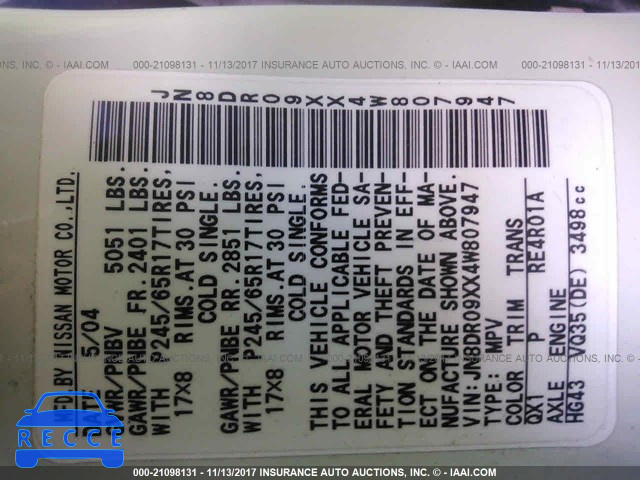 000-21098131 - 11/13/2017 INSURANCE AUTO AUCTIONS, INC. © - IAAI.COM
JN8DR09XX4W807947
MFD BY NISSAN MOTOR CO.,LTD.
DATE 5/04
GVWR/PNBV 5051 LBS.
GAWR/PNBE FR. 2401 LBS.
WITH P245/65R17TIRES,
17X8 RIMS.AT 30 PSI
COLD SINGLE.
GAWR/PNBE RR. 2851 LBS.
WITH P245/65R17TIRES,
17X8 RIMS.AT 30 PSI
COLD SINGLE.
THIS VEHICLE CONFORMS
TO ALL APPLICABLE FED-
ERAL MOTOR VEHICLE SA-
FETY AND THEFT PREVEN-
TION STANDARDS IN EFF-
ECT ON THE DATE OF MA-
NUFACTURE SHOWN ABOVE.
VIN: JN8DR09XX4W807947
TYPE: MPV
COLOR TRIM TRANS
QX1 P RE4R01A
AXLE ENGINE
HG43 VQ35(DE) 3498cc
000-21098131 - 11/13/2017 INSURANCE AUTO AUCTIONS, INC. © - IAAI.COM